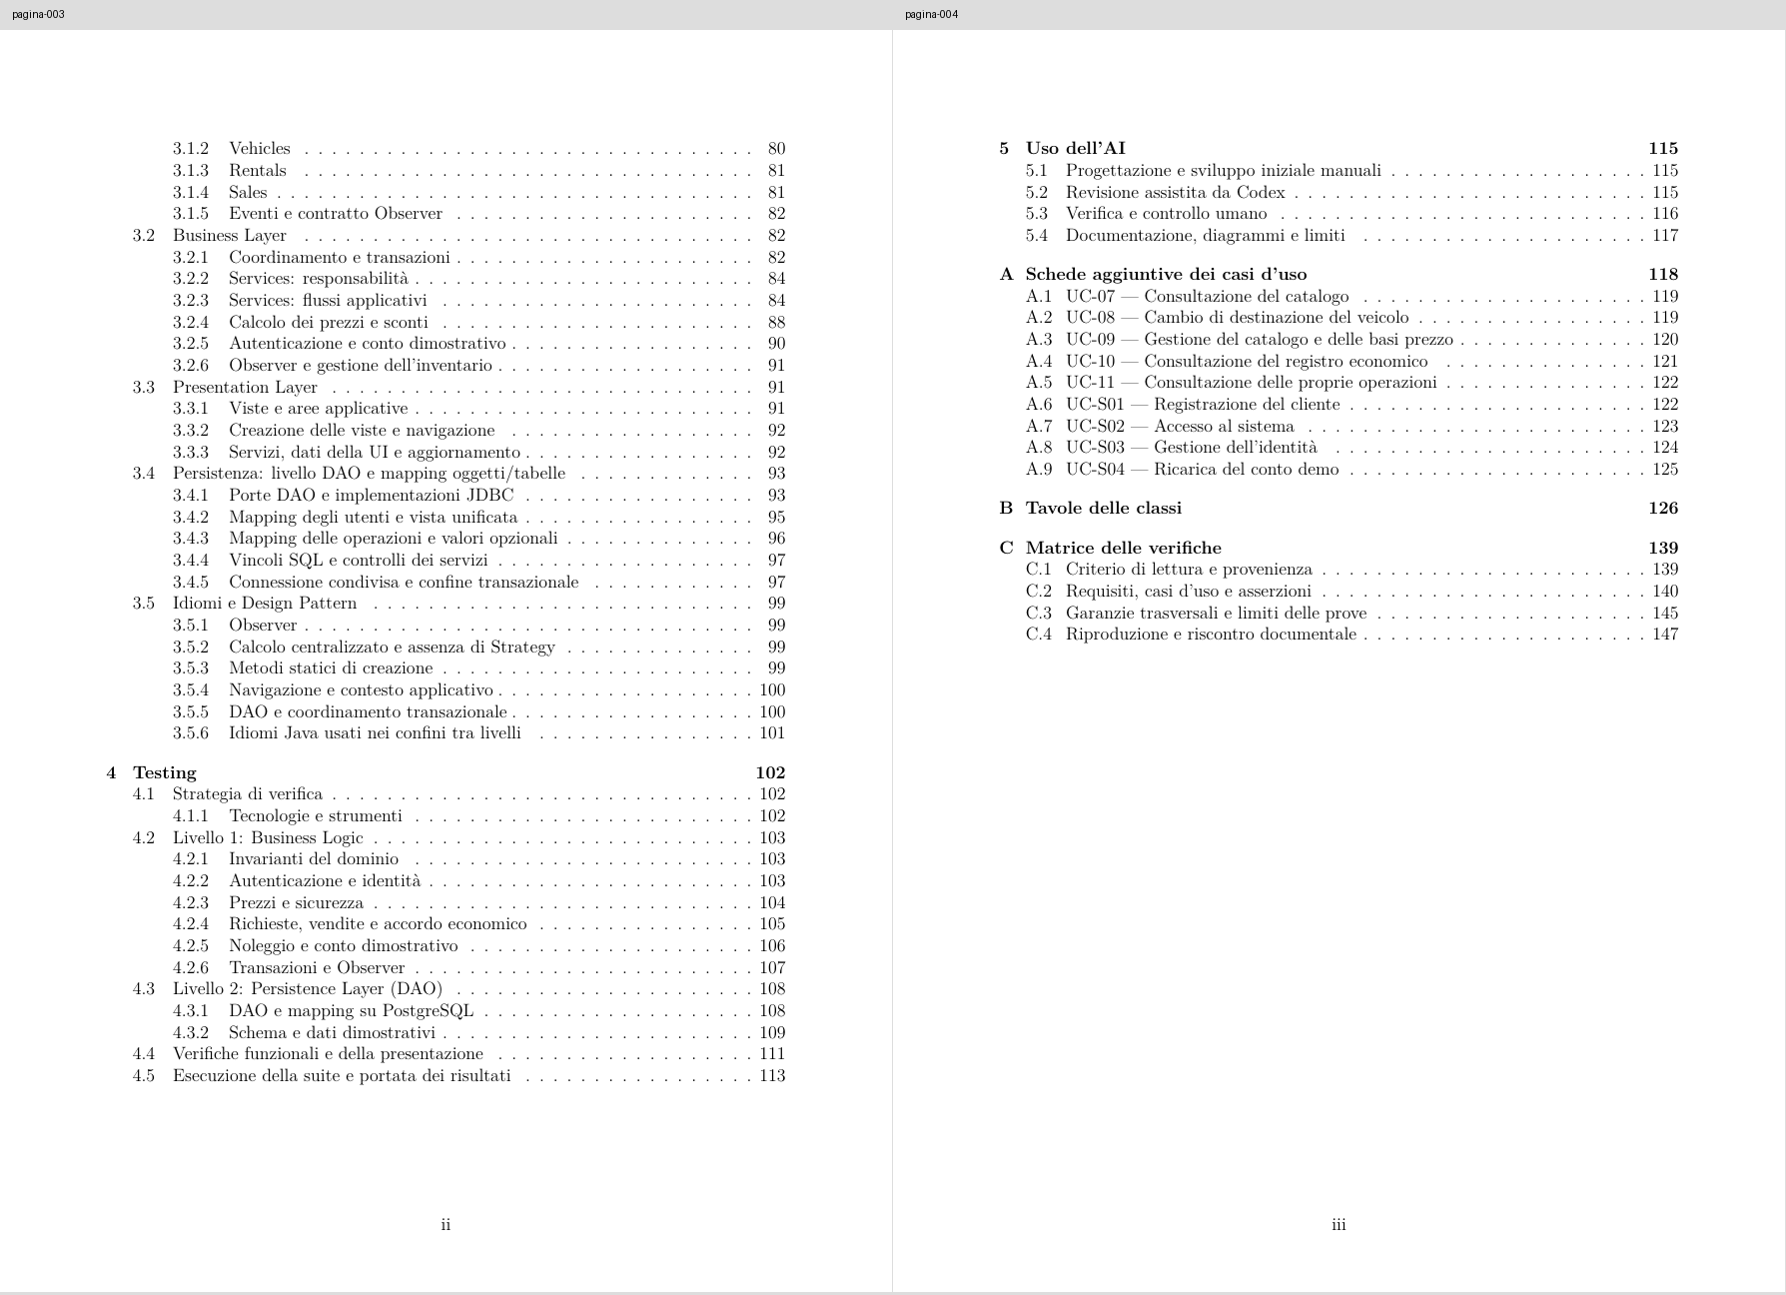 pagina-003
3.1.2 Vehicles . . . . . . . . . . . . . . . . . . . . . . . . . . . . . . . . . 80
3.1.3 Rentals . . . . . . . . . . . . . . . . . . . . . . . . . . . . . . . . . 81
3.1.4 Sales . . . . . . . . . . . . . . . . . . . . . . . . . . . . . . . . . . . 81
3.1.5 Eventi e contratto Observer . . . . . . . . . . . . . . . . . . . . . . 82
3.2 Business Layer . . . . . . . . . . . . . . . . . . . . . . . . . . . . . . . . . 82
3.2.1 Coordinamento e transazioni . . . . . . . . . . . . . . . . . . . . . . 82
3.2.2 Services: responsabilità . . . . . . . . . . . . . . . . . . . . . . . . . 84
3.2.3 Services: flussi applicativi . . . . . . . . . . . . . . . . . . . . . . . 84
3.2.4 Calcolo dei prezzi e sconti . . . . . . . . . . . . . . . . . . . . . . . 88
3.2.5 Autenticazione e conto dimostrativo . . . . . . . . . . . . . . . . . . 90
3.2.6 Observer e gestione dell'inventario . . . . . . . . . . . . . . . . . . . 91
3.3 Presentation Layer . . . . . . . . . . . . . . . . . . . . . . . . . . . . . . . 91
3.3.1 Viste e aree applicative . . . . . . . . . . . . . . . . . . . . . . . . . 91
3.3.2 Creazione delle viste e navigazione . . . . . . . . . . . . . . . . . . 92
3.3.3 Servizi, dati della UI e aggiornamento . . . . . . . . . . . . . . . . . 92
3.4 Persistenza: livello DAO e mapping oggetti/tabelle . . . . . . . . . . . . . 93
3.4.1 Porte DAO e implementazioni JDBC . . . . . . . . . . . . . . . . . 93
3.4.2 Mapping degli utenti e vista unificata . . . . . . . . . . . . . . . . . 95
3.4.3 Mapping delle operazioni e valori opzionali . . . . . . . . . . . . . . 96
3.4.4 Vincoli SQL e controlli dei servizi . . . . . . . . . . . . . . . . . . . 97
3.4.5 Connessione condivisa e confine transazionale . . . . . . . . . . . . 97
3.5 Idiomi e Design Pattern . . . . . . . . . . . . . . . . . . . . . . . . . . . . 99
3.5.1 Observer . . . . . . . . . . . . . . . . . . . . . . . . . . . . . . . . . 99
3.5.2 Calcolo centralizzato e assenza di Strategy . . . . . . . . . . . . . . 99
3.5.3 Metodi statici di creazione . . . . . . . . . . . . . . . . . . . . . . . 99
3.5.4 Navigazione e contesto applicativo . . . . . . . . . . . . . . . . . . . 100
3.5.5 DAO e coordinamento transazionale . . . . . . . . . . . . . . . . . . 100
3.5.6 Idiomi Java usati nei confini tra livelli . . . . . . . . . . . . . . . . 101
4 Testing 102
4.1 Strategia di verifica . . . . . . . . . . . . . . . . . . . . . . . . . . . . . . . 102
4.1.1 Tecnologie e strumenti . . . . . . . . . . . . . . . . . . . . . . . . . 102
4.2 Livello 1: Business Logic . . . . . . . . . . . . . . . . . . . . . . . . . . . . 103
4.2.1 Invarianti del dominio . . . . . . . . . . . . . . . . . . . . . . . . . 103
4.2.2 Autenticazione e identità . . . . . . . . . . . . . . . . . . . . . . . . 103
4.2.3 Prezzi e sicurezza . . . . . . . . . . . . . . . . . . . . . . . . . . . . 104
4.2.4 Richieste, vendite e accordo economico . . . . . . . . . . . . . . . . 105
4.2.5 Noleggio e conto dimostrativo . . . . . . . . . . . . . . . . . . . . . 106
4.2.6 Transazioni e Observer . . . . . . . . . . . . . . . . . . . . . . . . . 107
4.3 Livello 2: Persistence Layer (DAO) . . . . . . . . . . . . . . . . . . . . . . 108
4.3.1 DAO e mapping su PostgreSQL . . . . . . . . . . . . . . . . . . . . 108
4.3.2 Schema e dati dimostrativi . . . . . . . . . . . . . . . . . . . . . . . 109
4.4 Verifiche funzionali e della presentazione . . . . . . . . . . . . . . . . . . . 111
4.5 Esecuzione della suite e portata dei risultati . . . . . . . . . . . . . . . . . 113
ii
pagina-004
5 Uso dell'AI 115
5.1 Progettazione e sviluppo iniziale manuali . . . . . . . . . . . . . . . . . . . 115
5.2 Revisione assistita da Codex . . . . . . . . . . . . . . . . . . . . . . . . . . 115
5.3 Verifica e controllo umano . . . . . . . . . . . . . . . . . . . . . . . . . . . 116
5.4 Documentazione, diagrammi e limiti . . . . . . . . . . . . . . . . . . . . . 117
A Schede aggiuntive dei casi d'uso 118
A.1 UC-07 — Consultazione del catalogo . . . . . . . . . . . . . . . . . . . . . 119
A.2 UC-08 — Cambio di destinazione del veicolo . . . . . . . . . . . . . . . . . 119
A.3 UC-09 — Gestione del catalogo e delle basi prezzo . . . . . . . . . . . . . . 120
A.4 UC-10 — Consultazione del registro economico . . . . . . . . . . . . . . . 121
A.5 UC-11 — Consultazione delle proprie operazioni . . . . . . . . . . . . . . . 122
A.6 UC-S01 — Registrazione del cliente . . . . . . . . . . . . . . . . . . . . . . 122
A.7 UC-S02 — Accesso al sistema . . . . . . . . . . . . . . . . . . . . . . . . . 123
A.8 UC-S03 — Gestione dell'identità . . . . . . . . . . . . . . . . . . . . . . . 124
A.9 UC-S04 — Ricarica del conto demo . . . . . . . . . . . . . . . . . . . . . . 125
B Tavole delle classi 126
C Matrice delle verifiche 139
C.1 Criterio di lettura e provenienza . . . . . . . . . . . . . . . . . . . . . . . . 139
C.2 Requisiti, casi d'uso e asserzioni . . . . . . . . . . . . . . . . . . . . . . . . 140
C.3 Garanzie trasversali e limiti delle prove . . . . . . . . . . . . . . . . . . . . 145
C.4 Riproduzione e riscontro documentale . . . . . . . . . . . . . . . . . . . . . 147
iii